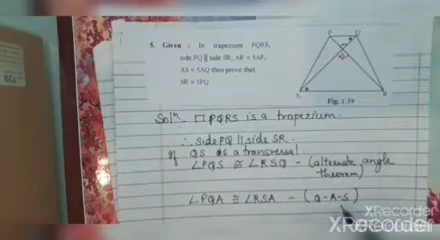 5. Given : In trapezium PQRS,
side PQ || side SR, AR = 5AP,
AS = 5AQ then prove that,
SR = 5PQ
P
Q
A
S
R
Fig. 1.59
Solⁿ. □ PQRS is a trapezium.
∴ side PQ || side SR.
If QS is a transversal.
∠PQS ≅ ∠RSQ - (alternate angle
theorem)
∠PQA ≅ ∠RSA - (Q-A-S)
XRecorder
XRecorder